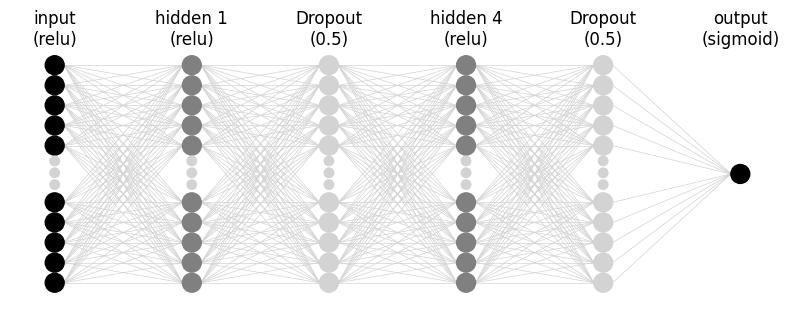 input
(relu)
hidden 1
(relu)
Dropout
(0.5)
hidden 4
(relu)
Dropout
(0.5)
output
(sigmoid)